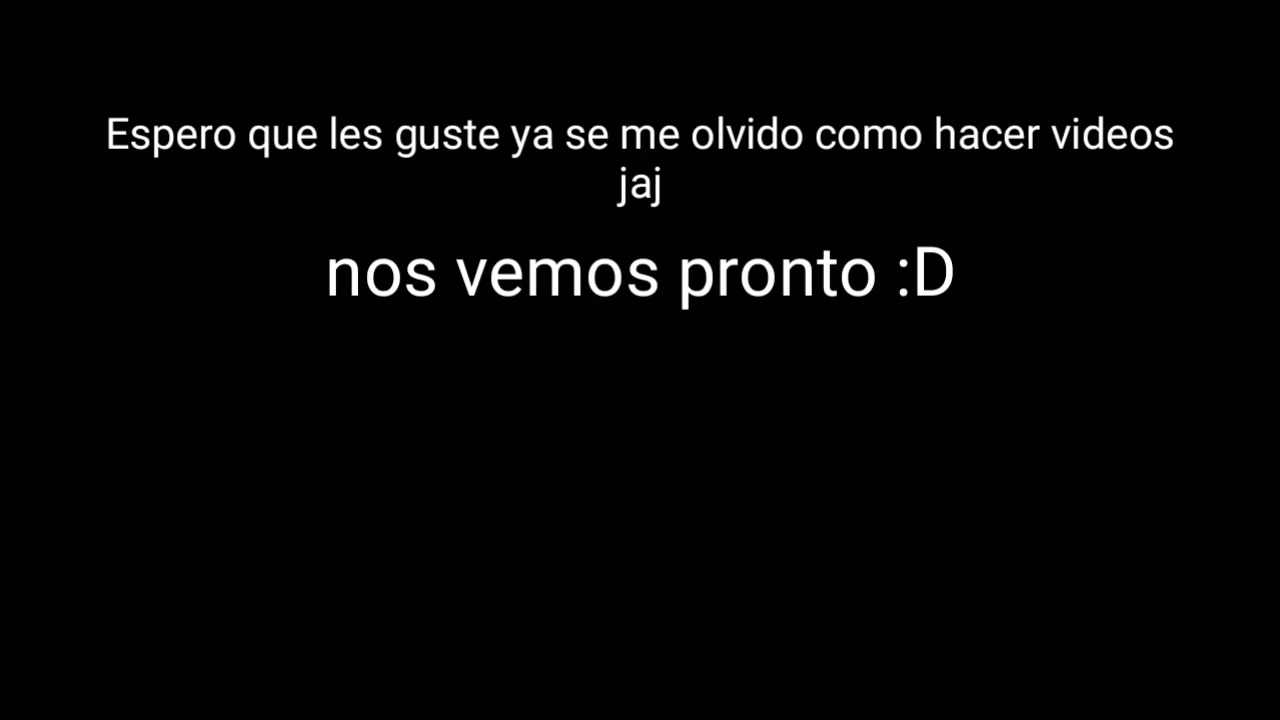 Espero que les guste ya se me olvido como hacer videos
jaj
nos vemos pronto :D